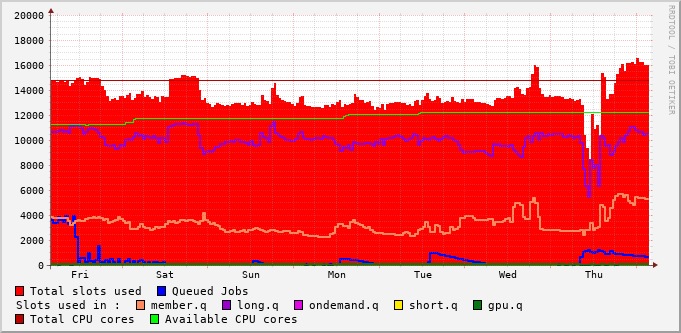 20000
18000
16000
14000
12000
10000
8000
6000
4000
2000
0
Fri Sat Sun Mon Tue Wed Thu
RRDTOOL / TOBI OETIKER
Total slots used Queued Jobs
Slots used in : member.q long.q ondemand.q short.q gpu.q
Total CPU cores Available CPU cores